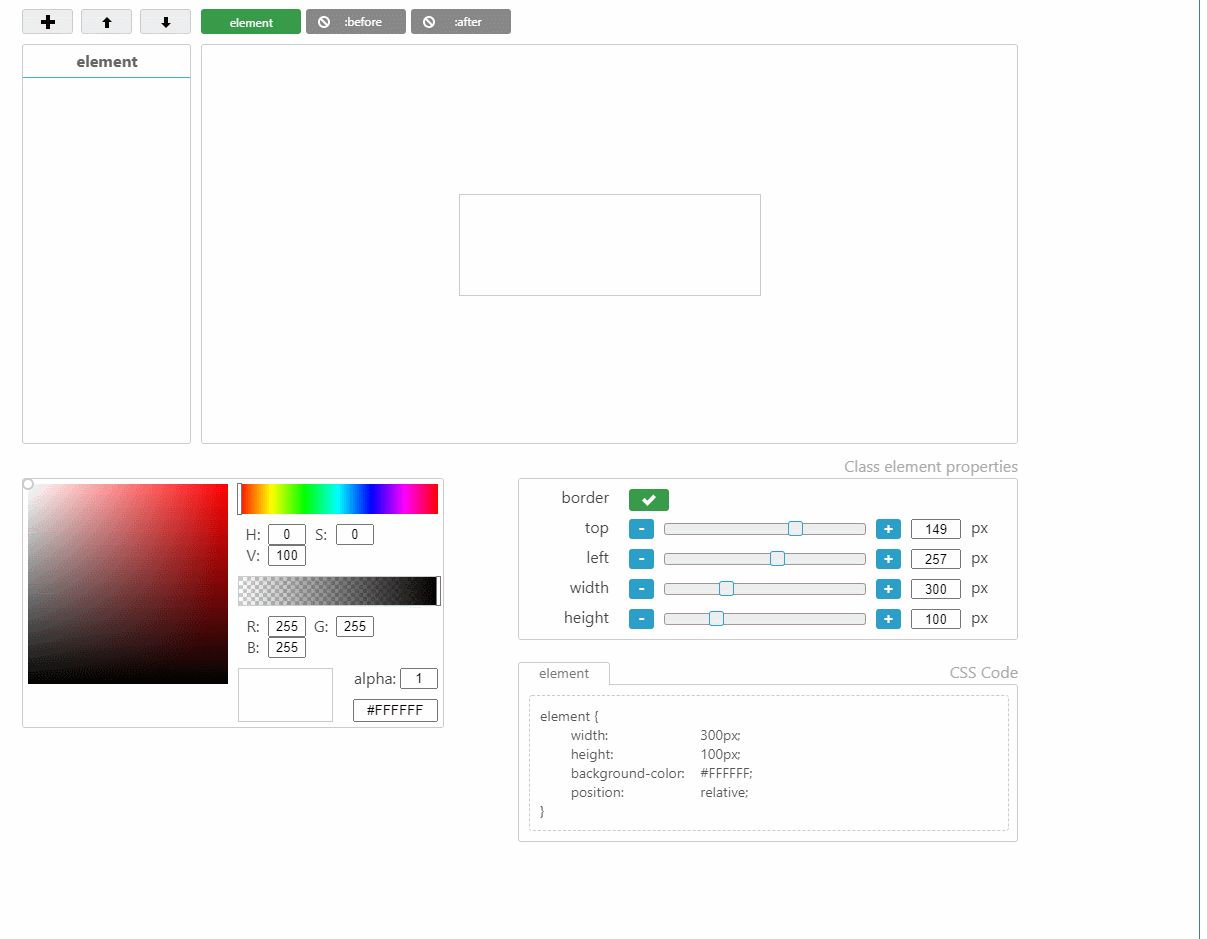 element :before :after
element
Class element properties
border
top - + 149 px
left - + 257 px
width - + 300 px
height - + 100 px
H: 0 S: 0
V: 100
R: 255 G: 255
B: 255
alpha: 1
#FFFFFF
element CSS Code
element {
width: 300px;
height: 100px;
background-color: #FFFFFF;
position: relative;
}